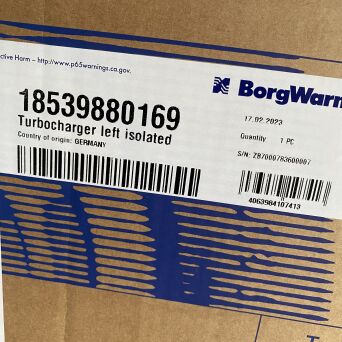 ctive Harm – http://www.p65warnings.ca.gov.
BorgWarn
18539880169
Turbocharger left isolated
Country of origin: GERMANY
17.02.2023
Quantity 1 PC
S/N: ZB7000783600007
4063984107413